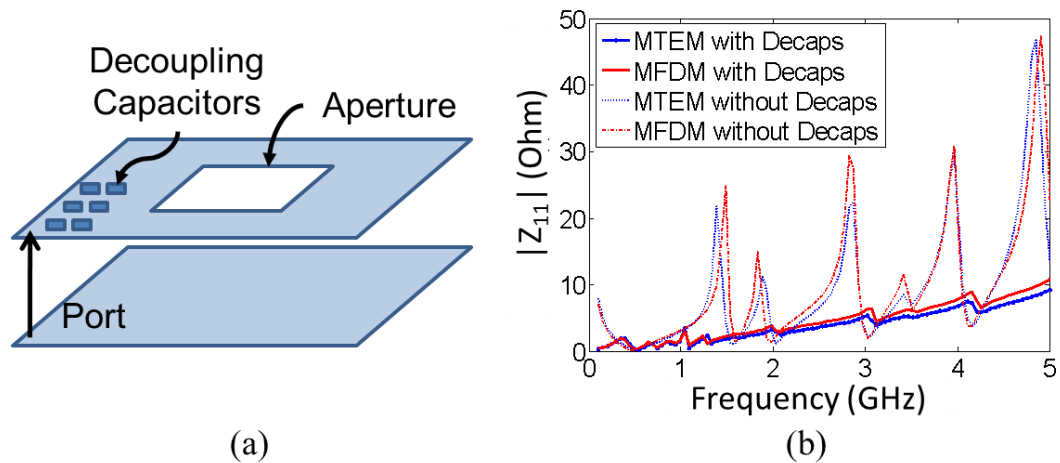 (a)
Decoupling
Capacitors
Aperture
Port
(b)
50
40
30
20
10
0
|Z₁₁| (Ohm)
MTEM with Decaps
MFDM with Decaps
MTEM without Decaps
MFDM without Decaps
0 1 2 3 4 5
Frequency (GHz)
(a)
(b)